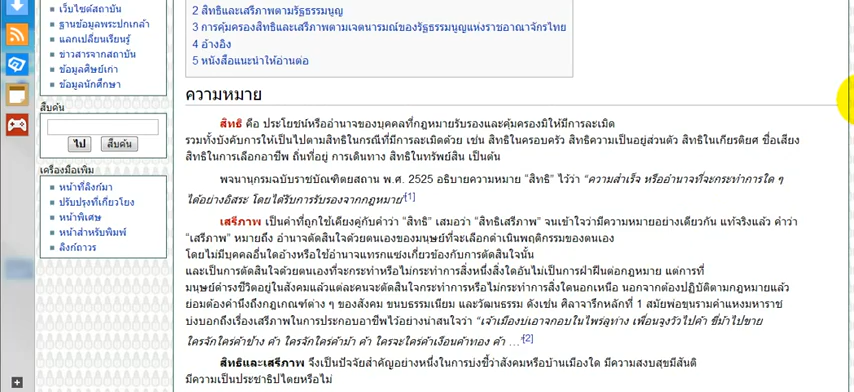 เว็บไซต์สถาบัน
ฐานข้อมูลพระปกเกล้า
แลกเปลี่ยนเรียนรู้
ข่าวสารจากสถาบัน
ข้อมูลศิษย์เก่า
ข้อมูลนักศึกษา
สืบค้น
ไป สืบค้น
เครื่องมือเพิ่ม
หน้าที่ลิงก์มา
ปรับปรุงที่เกี่ยวโยง
หน้าพิเศษ
หน้าสำหรับพิมพ์
ลิงก์ถาวร
2 สิทธิและเสรีภาพตามรัฐธรรมนูญ
3 การคุ้มครองสิทธิและเสรีภาพตามเจตนารมณ์ของรัฐธรรมนูญแห่งราชอาณาจักรไทย
4 อ้างอิง
5 หนังสือแนะนำให้อ่านต่อ
ความหมาย
สิทธิ คือ ประโยชน์หรืออำนาจของบุคคลที่กฎหมายรับรองและคุ้มครองมิให้มีการละเมิด
รวมทั้งบังคับการให้เป็นไปตามสิทธิในกรณีที่มีการละเมิดด้วย เช่น สิทธิในครอบครัว สิทธิความเป็นอยู่ส่วนตัว สิทธิในเกียรติยศ ชื่อเสียง
สิทธิในการเลือกอาชีพ ถิ่นที่อยู่ การเดินทาง สิทธิในทรัพย์สิน เป็นต้น
พจนานุกรมฉบับราชบัณฑิตยสถาน พ.ศ. 2525 อธิบายความหมาย “สิทธิ” ไว้ว่า “ความสำเร็จ หรืออำนาจที่จะกระทำการใด ๆ
ได้อย่างอิสระ โดยได้รับการรับรองจากกฎหมาย”[1]
เสรีภาพ เป็นคำที่ถูกใช้เคียงคู่กับคำว่า “สิทธิ” เสมอว่า “สิทธิเสรีภาพ” จนเข้าใจว่ามีความหมายอย่างเดียวกัน แท้จริงแล้ว คำว่า
“เสรีภาพ” หมายถึง อำนาจตัดสินใจด้วยตนเองของมนุษย์ที่จะเลือกดำเนินพฤติกรรมของตนเอง
โดยไม่มีบุคคลอื่นใดอ้างหรือใช้อำนาจแทรกแซงเกี่ยวข้องกับการตัดสินใจนั้น
และเป็นการตัดสินใจด้วยตนเองที่จะกระทำหรือไม่กระทำการสิ่งหนึ่งสิ่งใดอันไม่เป็นการฝ่าฝืนต่อกฎหมาย แต่การที่
มนุษย์ดำรงชีวิตอยู่ในสังคมแล้วแต่ละคนจะตัดสินใจกระทำการหรือไม่กระทำการสิ่งใดนอกเหนือ นอกจากต้องปฏิบัติตามกฎหมายแล้ว
ย่อมต้องคำนึงถึงกฎเกณฑ์ต่าง ๆ ของสังคม ขนบธรรมเนียม และวัฒนธรรม ดังเช่น ศิลาจารึกหลักที่ 1 สมัยพ่อขุนรามคำแหงมหาราช
บ่งบอกถึงเรื่องเสรีภาพในการประกอบอาชีพไว้อย่างน่าสนใจว่า “เจ้าเมืองบ่เอาจกอบในไพร่ลูท่าง เพื่อนจูงวัวไปค้า ขี่ม้าไปขาย
ใครจักใคร่ค้าช้าง ค้า ใครจักใคร่ค้าม้า ค้า ใครจะใคร่ค้าเงือนค้าทอง ค้า …”[2]
สิทธิและเสรีภาพ จึงเป็นปัจจัยสำคัญอย่างหนึ่งในการบ่งชี้ว่าสังคมหรือบ้านเมืองใด มีความสงบสุขมีสันติ
มีความเป็นประชาธิปไตยหรือไม่